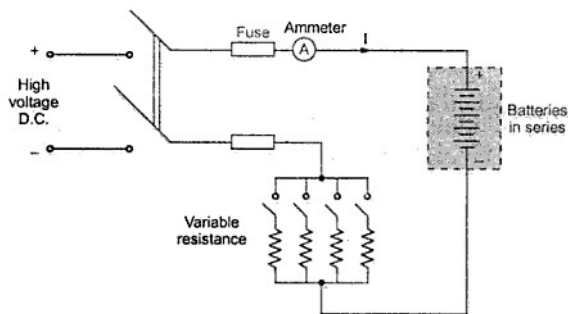 Fuse
Ammeter
A
I
+
High
voltage
D.C.
−
+
−
Batteries
in series
Variable
resistance